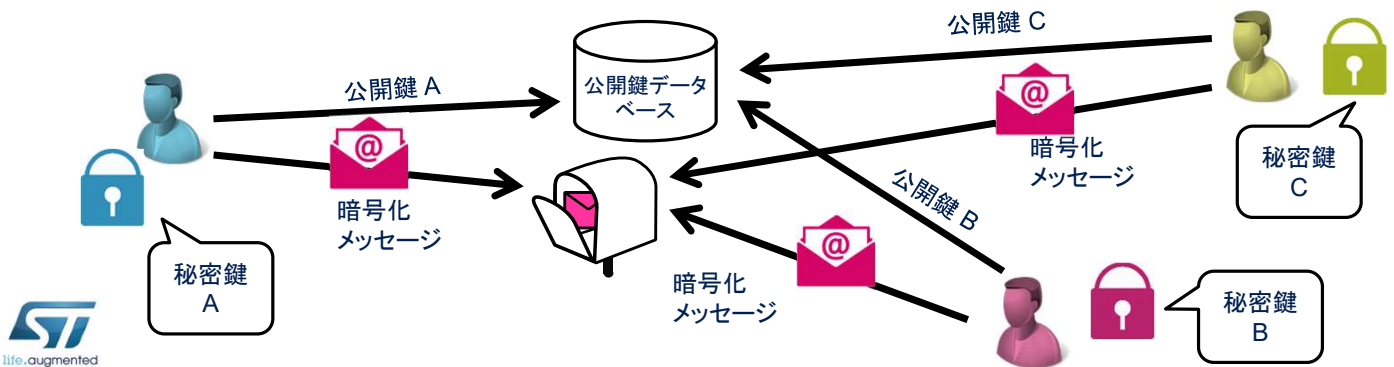 公開鍵 A
公開鍵データ
ベース
公開鍵 C
@
暗号化
メッセージ
秘密鍵
A
@
暗号化
メッセージ
秘密鍵
C
公開鍵 B
@
暗号化
メッセージ
秘密鍵
B
ST
life.augmented